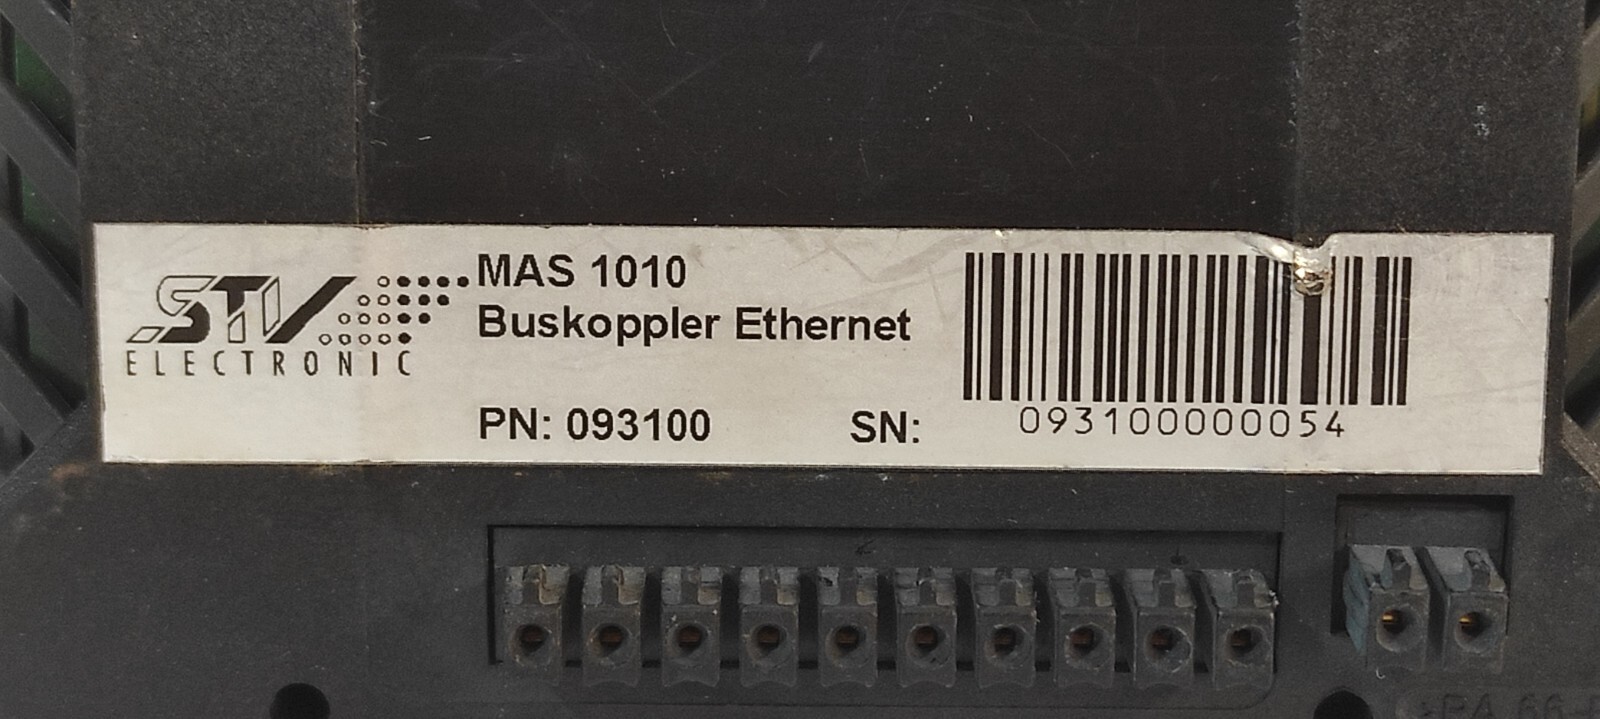 STV
ELECTRONIC
MAS 1010
Buskoppler Ethernet
PN: 093100
SN:
093100000054